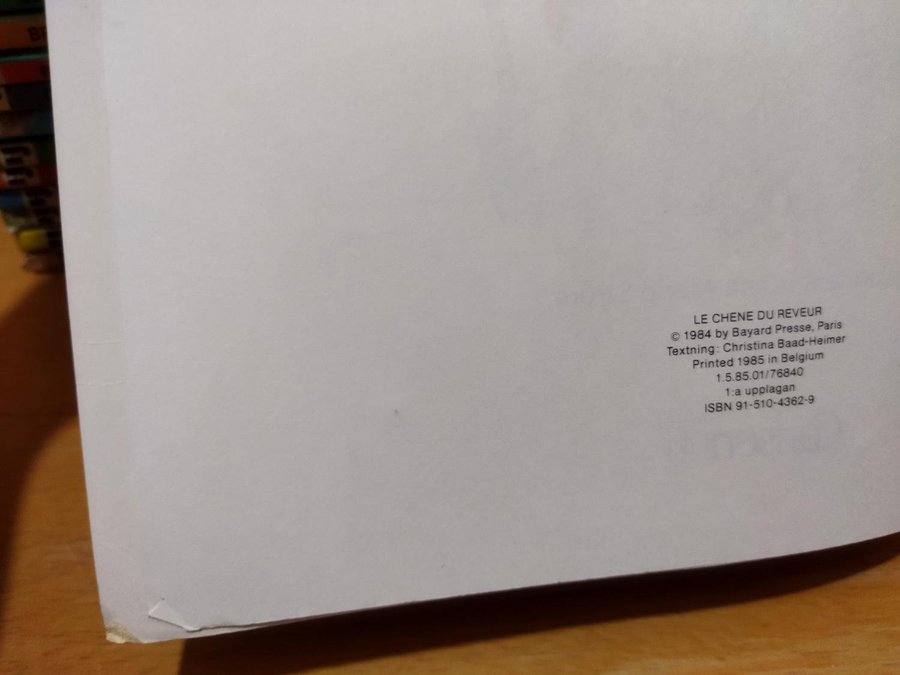 LE CHENE DU REVEUR
© 1984 by Bayard Presse, Paris
Textning: Christina Baad-Heimer
Printed 1985 in Belgium
1.5.85.01/76840
1:a upplagan
ISBN 91-510-4362-9